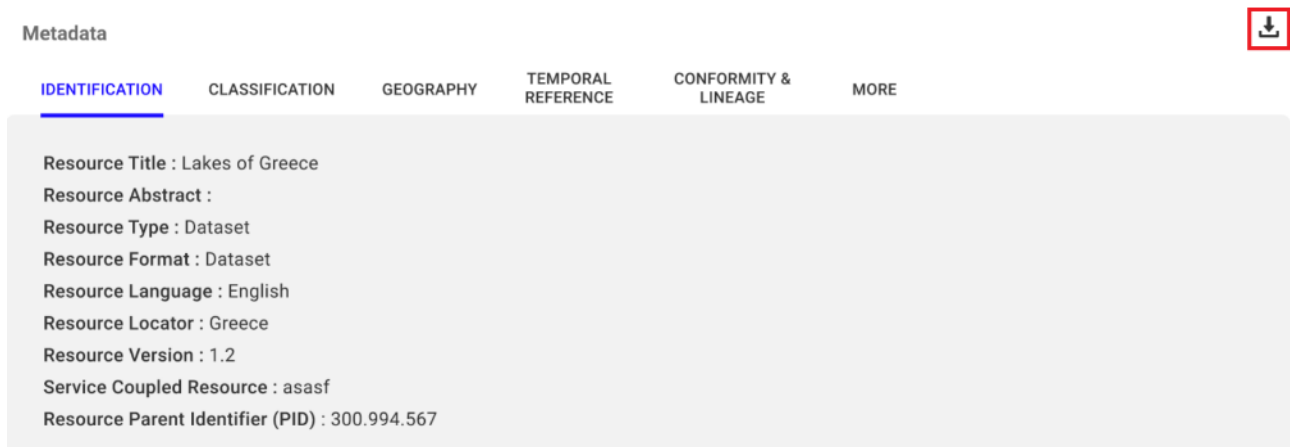 Metadata
IDENTIFICATION CLASSIFICATION GEOGRAPHY TEMPORAL REFERENCE CONFORMITY & LINEAGE MORE
Resource Title : Lakes of Greece
Resource Abstract :
Resource Type : Dataset
Resource Format : Dataset
Resource Language : English
Resource Locator : Greece
Resource Version : 1.2
Service Coupled Resource : asasf
Resource Parent Identifier (PID) : 300.994.567